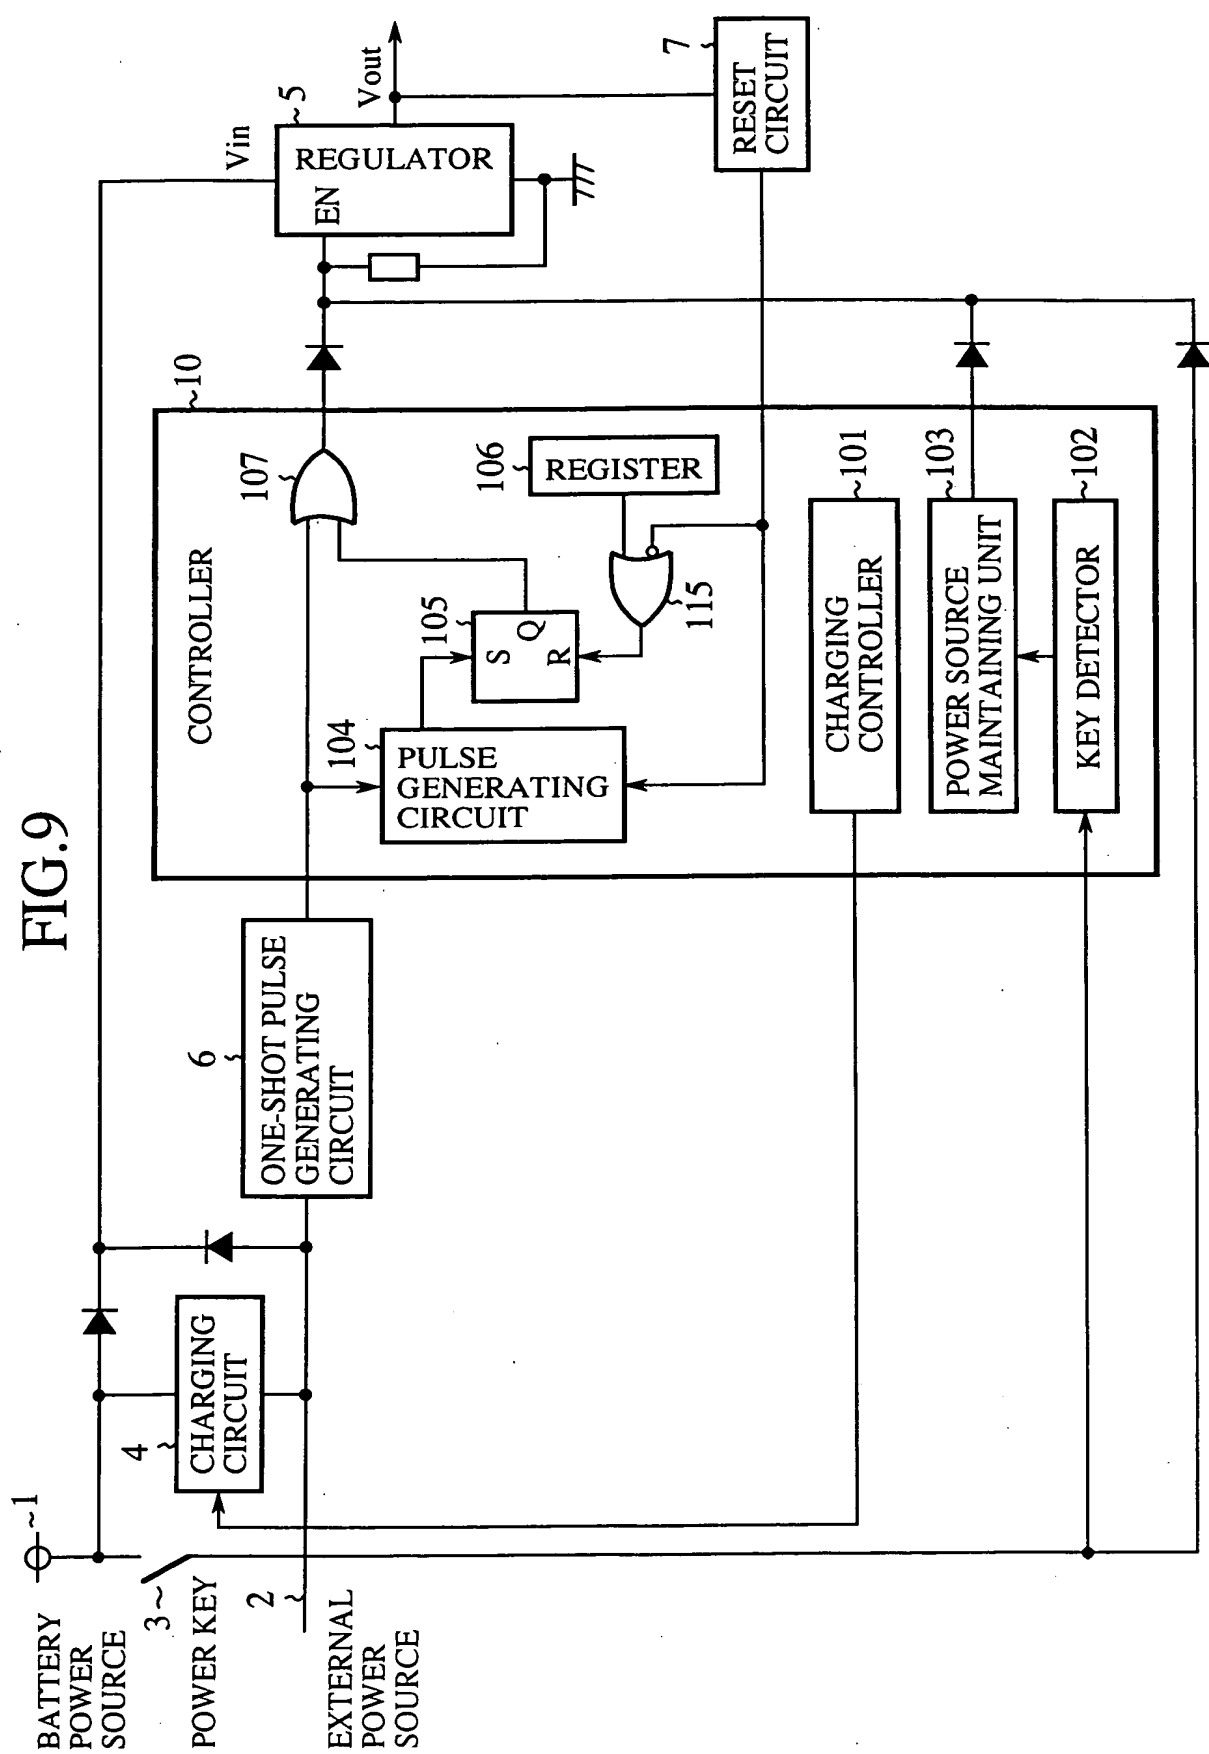 FIG.9
BATTERY
POWER
SOURCE
1
3
POWER KEY
2
EXTERNAL
POWER
SOURCE
4
CHARGING
CIRCUIT
6
ONE-SHOT PULSE
GENERATING
CIRCUIT
CONTROLLER
10
104
PULSE
GENERATING
CIRCUIT
105
S
Q
R
107
106
REGISTER
115
CHARGING
CONTROLLER
101
POWER SOURCE
MAINTAINING UNIT
103
KEY DETECTOR
102
Vin
5
REGULATOR
EN
Vout
7
RESET
CIRCUIT